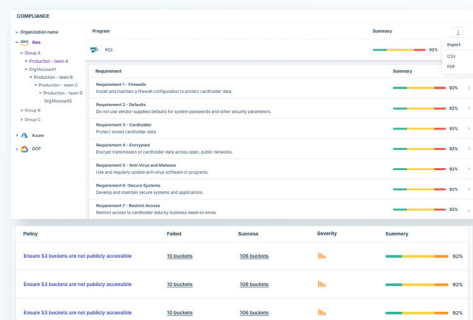 COMPLIANCE
Organization name
Program
Summary
aws Aws
PCI
92%
Export
CSV
PDF
Group A
Production - team A
OrgtAccount1
Production - team B
Production - team C
Production - team D
OrgtAccount2
Group B
Group C
Azure
GCP
Requirement
Summary
Requirement 1 - Firewalls
Install and maintain a firewall configuration to protect cardholder data.
92%
Requirement 2 - Defaults
Do not use vendor-supplied defaults for system passwords and other security parameters.
92%
Requirement 3 - Cardholder
Protect stored cardholder data.
92%
Requirement 4 - Encrypted
Encrypt transmission of cardholder data across open, public networks.
92%
Requirement 5 - Anti-Virus and Malware
Use and regularly update anti-virus software or programs.
92%
Requirement 6 -Secure Systems
Develop and maintain secure systems and applications.
92%
Requirement 7 - Restrict Access
Restrict access to cardholder data by business need-to-know
92%
Policy Failed Success Severity Summery
Ensure S3 buckets are not publicly accessible 10 buckets 106 buckets 92%
Ensure S3 buckets are not publicly accessible 10 buckets 106 buckets 92%
Ensure S3 buckets are not publicly accessible 10 buckets 106 buckets 92%